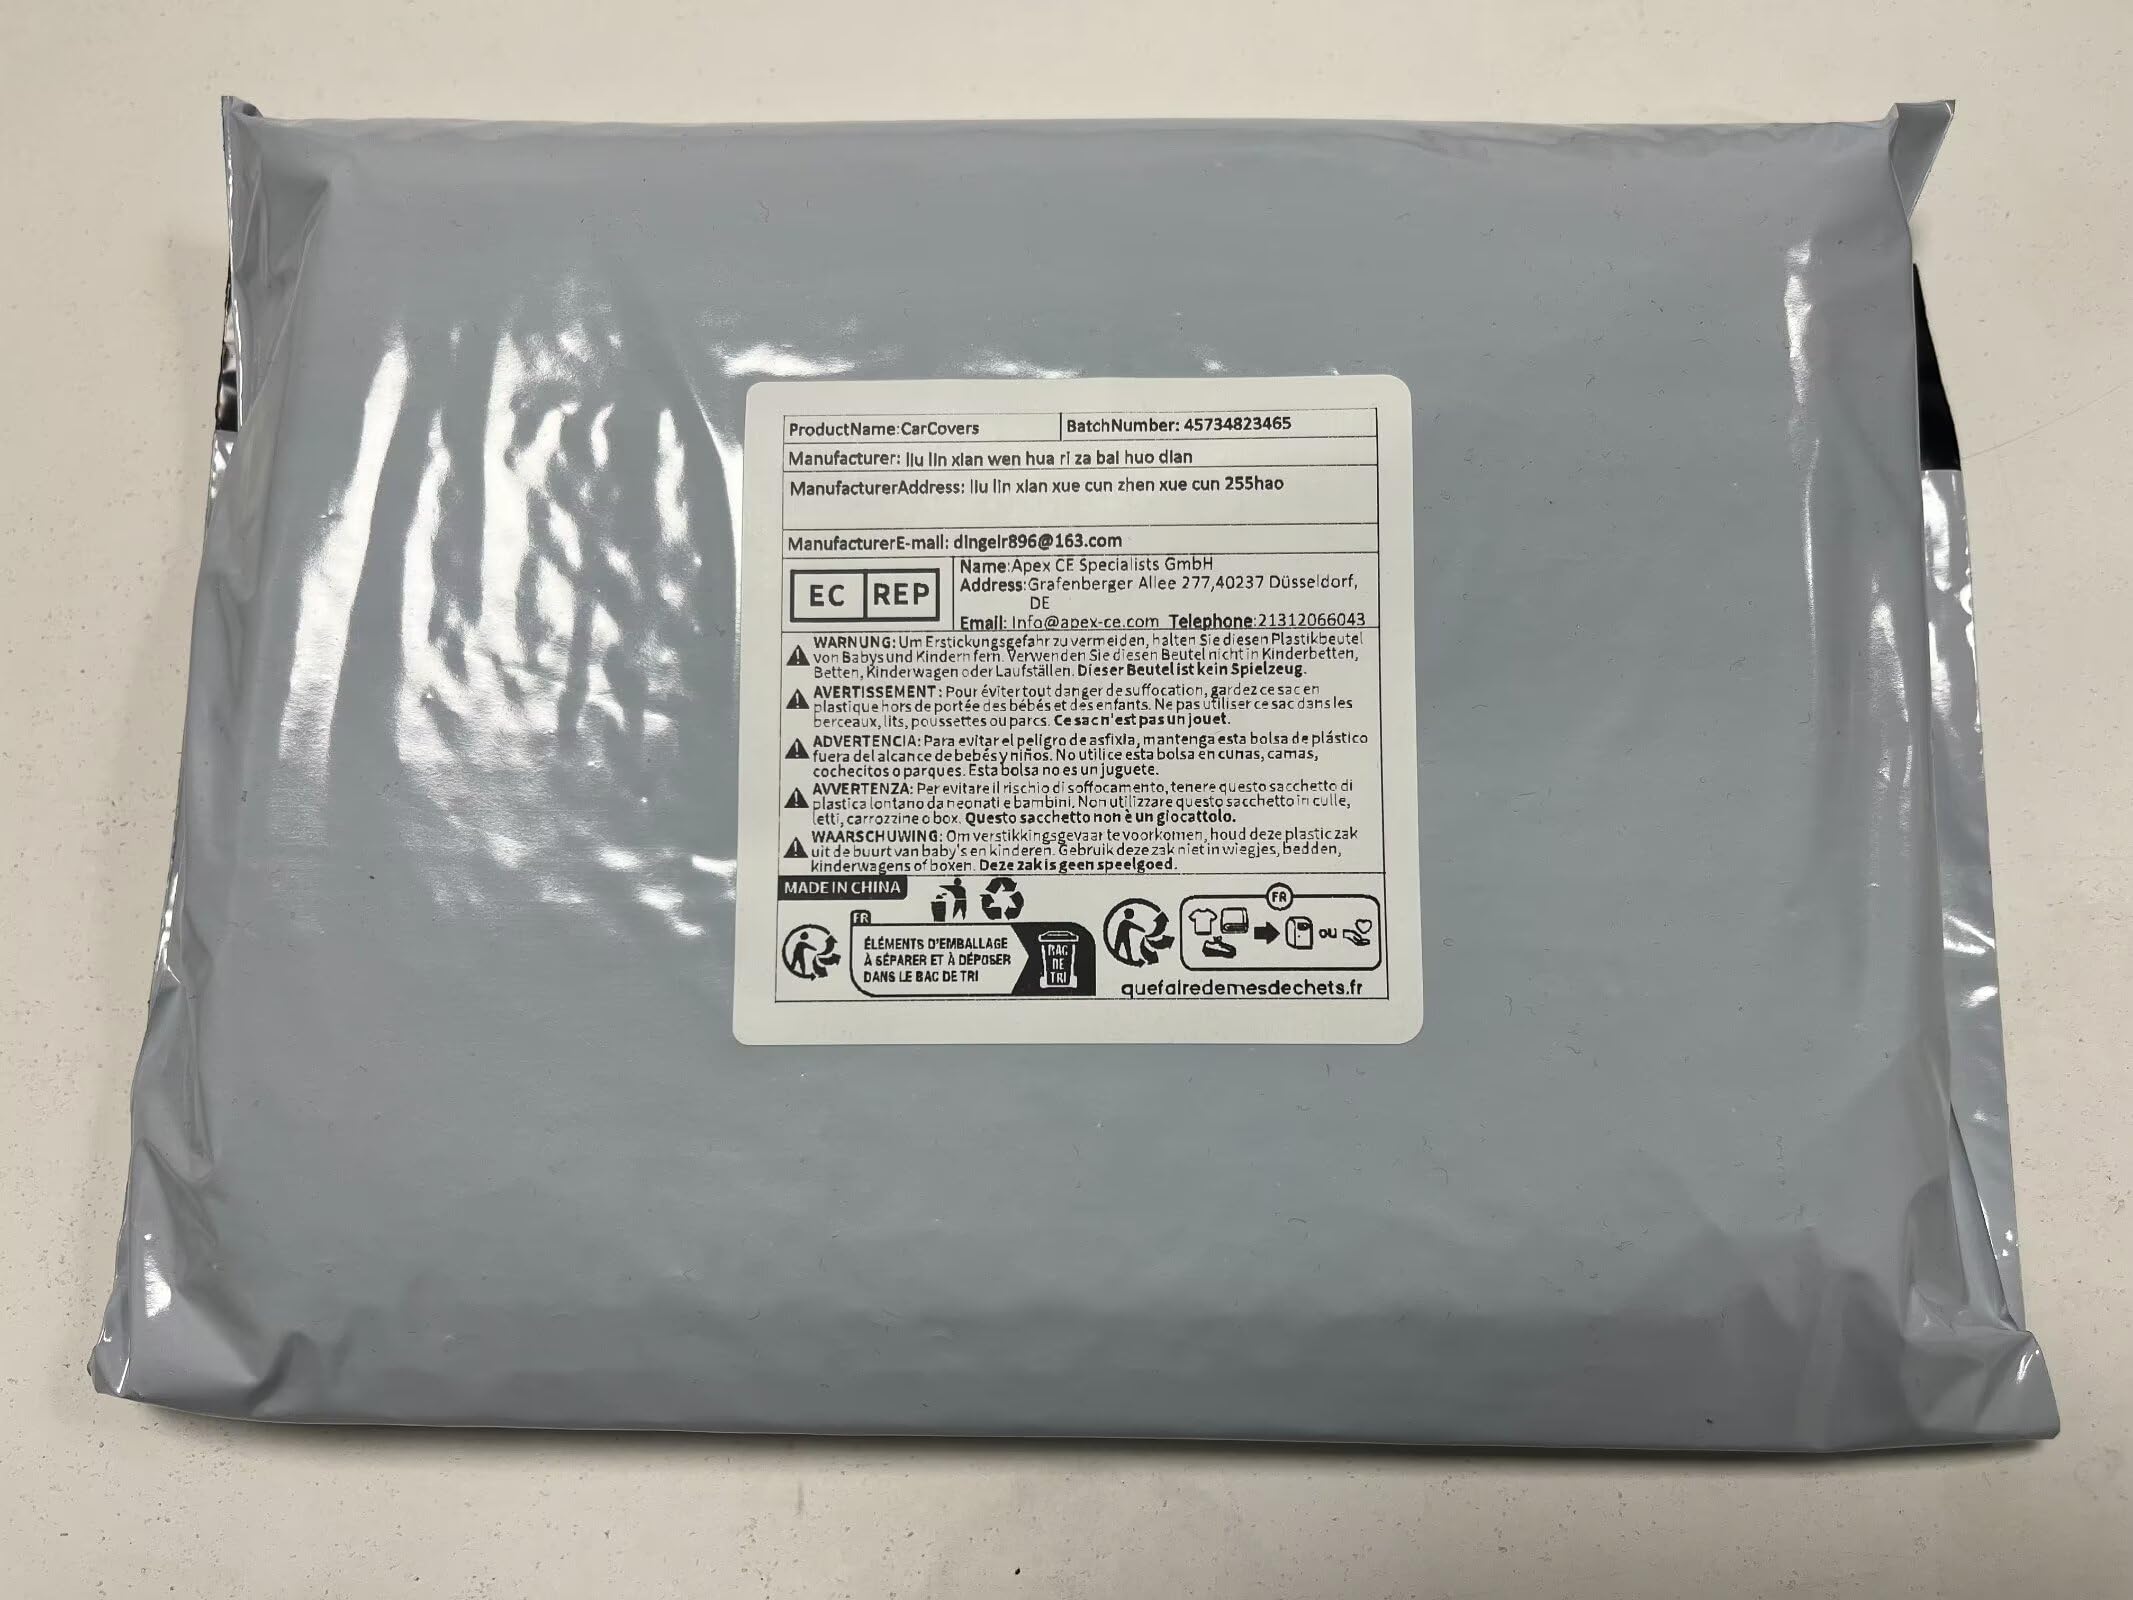 ProductName:CarCovers
BatchNumber: 45734823465
Manufacturer: liu lin xian wen hua ri za bai huo dian
ManufacturerAddress: liu lin xian xue cun zhen xue cun 255hao
ManufacturerE-mail: dingeir896@163.com
EC REP
Name:Apex CE Specialists GmbH
Address:Grafenberger Allee 277,40237 Düsseldorf,
DE
Email: Info@apex-ce.com Telephone:21312066043
WARNUNG: Um Erstickungsgefahr zu vermeiden, halten Sie diesen Plastikbeutel
von Babys und Kindern fern. Verwenden Sie diesen Beutel nicht in Kinderbetten,
Betten, Kinderwagen oder Laufställen. Dieser Beutel ist kein Spielzeug.
AVERTISSEMENT: Pour éviter tout danger de suffocation, gardez ce sac en
plastique hors de portée des bébés et des enfants. Ne pas utiliser ce sac dans les
berceaux, lits, poussettes ou parcs. Ce sac n'est pas un jouet.
ADVERTENCIA: Para evitar el peligro de asfixia, mantenga esta bolsa de plástico
fuera del alcance de bebés y niños. No utilice esta bolsa en cunas, camas,
cochecitos o parques. Esta bolsa no es un juguete.
AVVERTENZA: Per evitare il rischio di soffocamento, tenere questo sacchetto di
plastica lontano da neonati e bambini. Non utilizzare questo sacchetto in culle,
letti, carrozzine o box. Questo sacchetto non è un giocattolo.
WAARSCHUWING: Om verstikkingsgevaar te voorkomen, houd deze plastic zak
uit de buurt van baby's en kinderen. Gebruik deze zak niet in wiegjes, bedden,
kinderwagens of boxen. Deze zak is geen speelgoed.
MADE IN CHINA
FR
ÉLÉMENTS D'EMBALLAGE
À SÉPARER ET À DÉPOSER
DANS LE BAC DE TRI
BAC
DE
TRI
FR
OU
quefairedemesdechets.fr